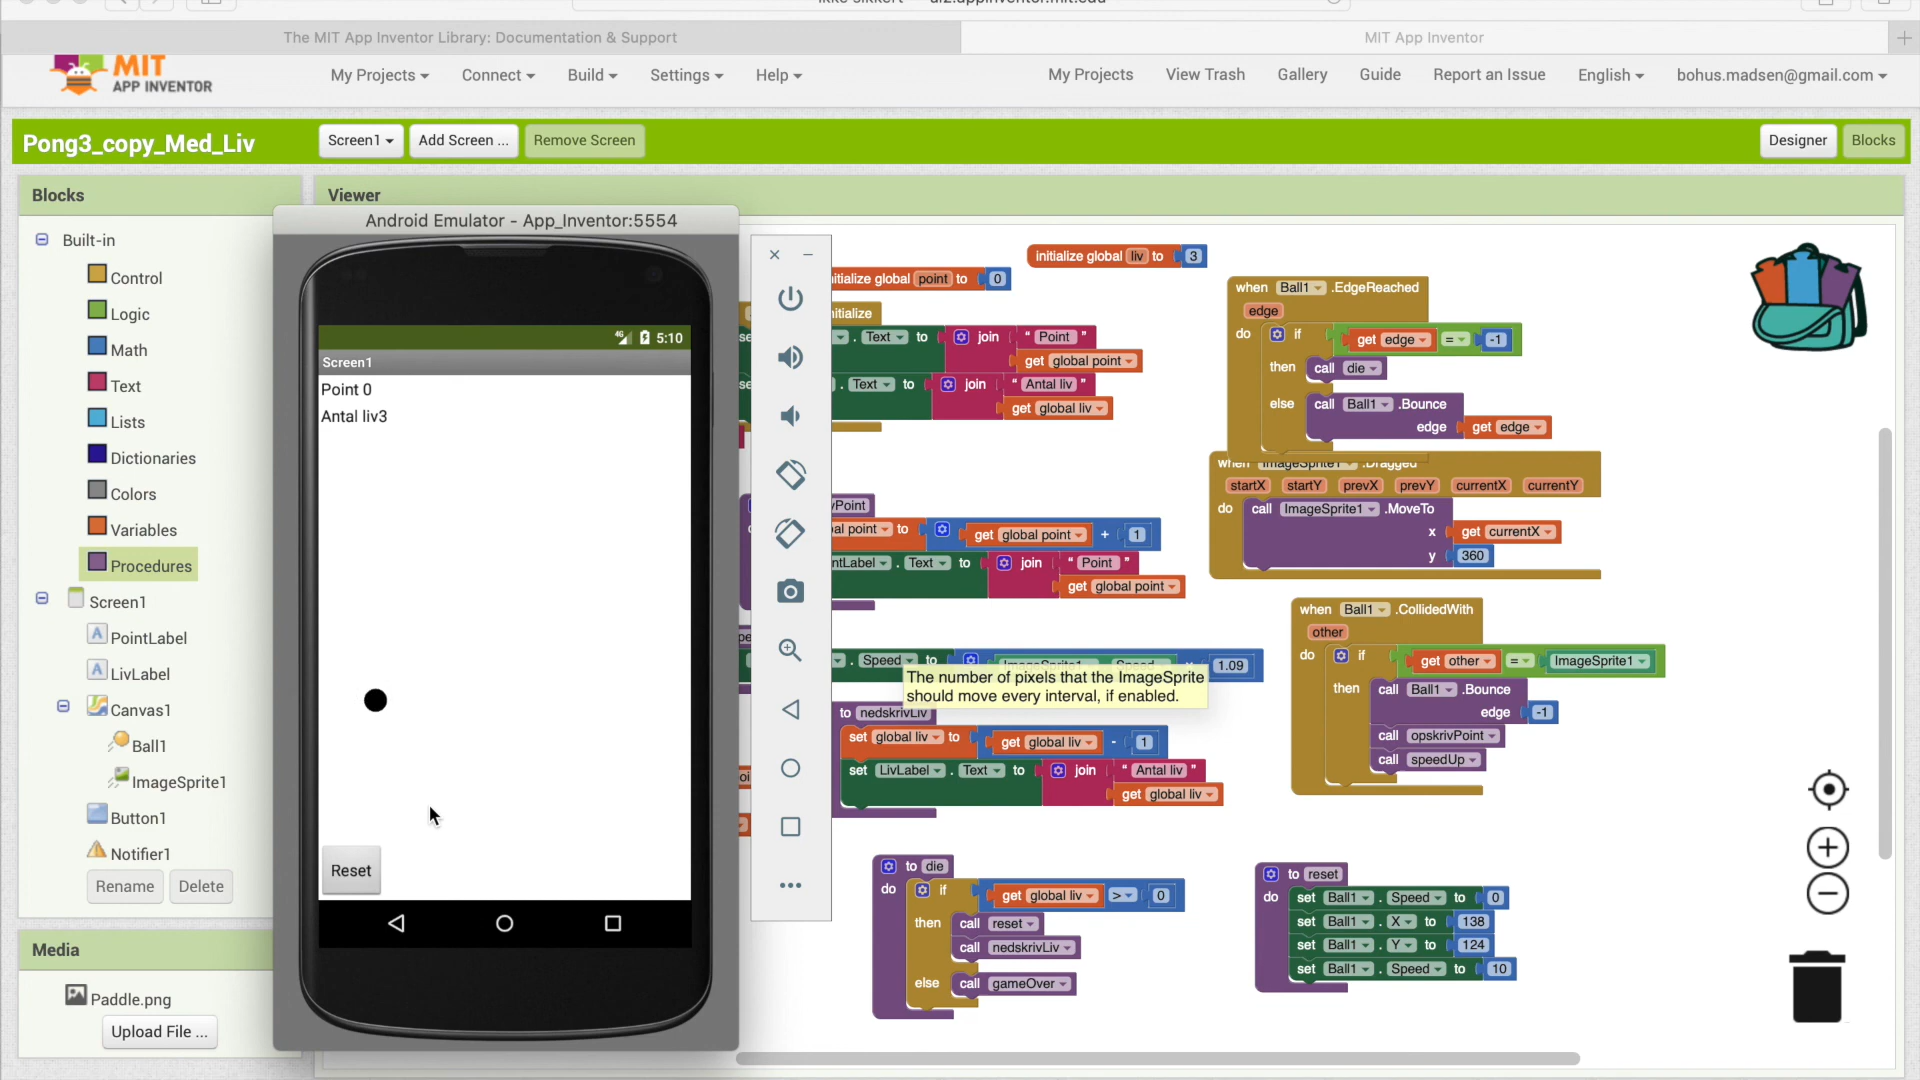 The MIT App Inventor Library: Documentation & Support
MIT App Inventor
MIT
APP INVENTOR
My Projects
Connect
Build
Settings
Help
My Projects
View Trash
Gallery
Guide
Report an Issue
English
bohus.madsen@gmail.com
Pong3_copy_Med_Liv
Screen1
Add Screen ...
Remove Screen
Designer
Blocks
Blocks
Viewer
Built-in
Control
Logic
Math
Text
Lists
Dictionaries
Colors
Variables
Procedures
Screen1
PointLabel
LivLabel
Canvas1
Ball1
ImageSprite1
Button1
Notifier1
Rename
Delete
Media
Paddle.png
Upload File ...
Android Emulator - App_Inventor:5554
5:10
Screen1
Point 0
Antal liv3
Reset
initialize global liv to 3
itialize global point to 0
itialize
. Text to join " Point "
get global point
. Text to join " Antal liv "
get global liv
Point
al point to get global point + 1
ntLabel . Text to join " Point "
get global point
. Speed to ImageSprite1 . Speed 1.09
The number of pixels that the ImageSprite
should move every interval, if enabled.
to nedskrivLiv
set global liv to get global liv - 1
set LivLabel . Text to join " Antal liv "
get global liv
to die
do if get global liv > 0
then call reset
call nedskrivLiv
else call gameOver
when Ball1 .EdgeReached
edge
do if get edge = -1
then call die
else call Ball1 .Bounce
edge get edge
when ImageSprite1 .Dragged
startX startY prevX prevY currentX currentY
do call ImageSprite1 .MoveTo
x get currentX
y 360
when Ball1 .CollidedWith
other
do if get other = ImageSprite1
then call Ball1 .Bounce
edge -1
call opskrivPoint
call speedUp
to reset
do set Ball1 . Speed to 0
set Ball1 . X to 138
set Ball1 . Y to 124
set Ball1 . Speed to 10